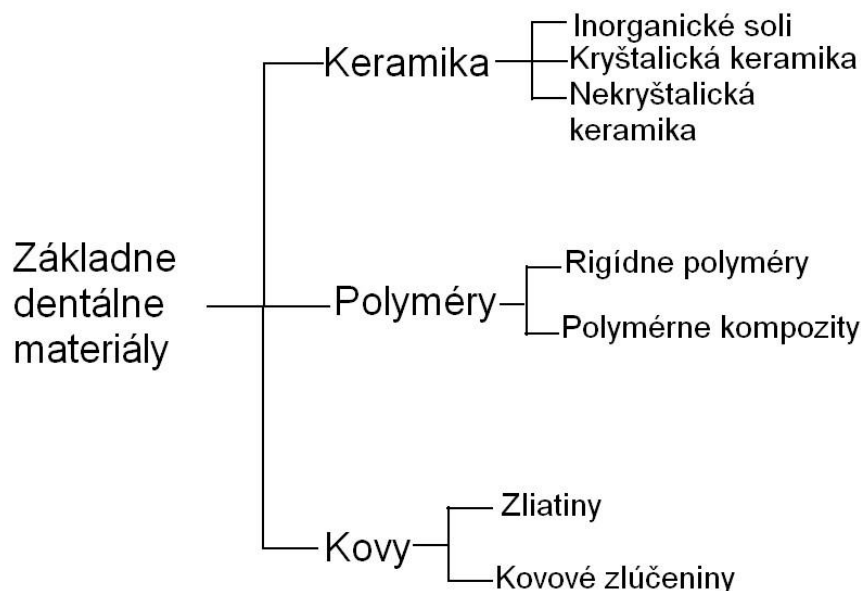 Základne
dentálne
materiály
Keramika
Inorganické soli
Kryštalická keramika
Nekryštalická
keramika
Polyméry
Rigídne polyméry
Polymérne kompozity
Kovy
Zliatiny
Kovové zlúčeniny